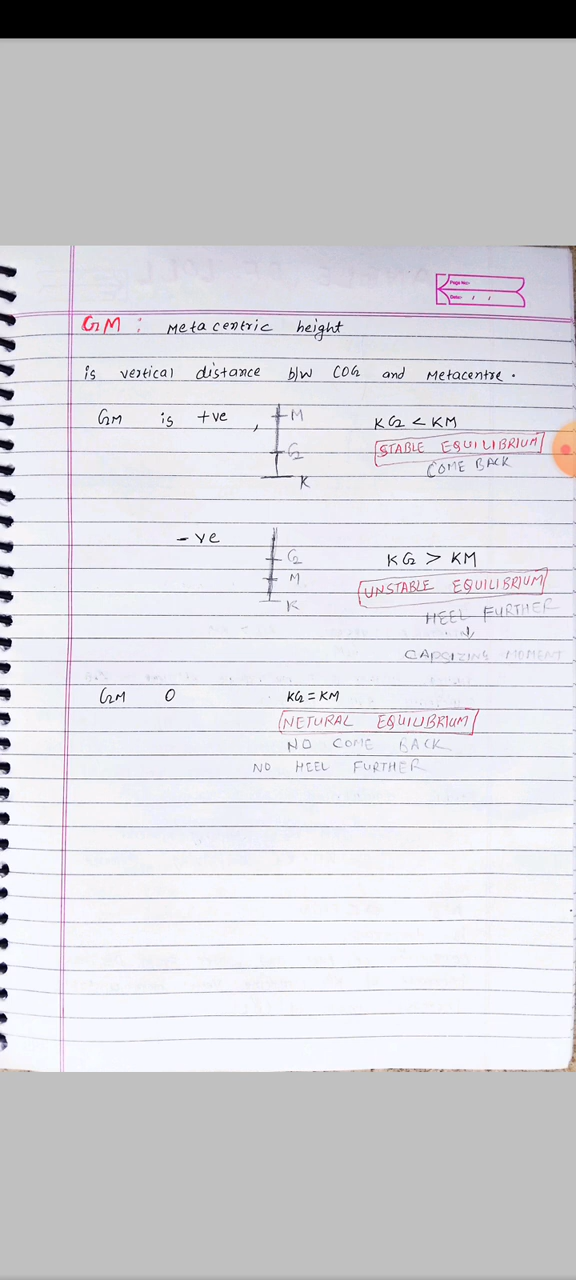 Page No:
Date: / /
GM : Metacentric height
is vertical distance b/w COG and Metacentre.
GM is +ve, M KG < KM
G STABLE EQUILIBRIUM
K COME BACK
-ve G KG > KM
M UNSTABLE EQUILIBRIUM
K HEEL FURTHER
↓
CAPSIZING MOMENT
GM 0 KG = KM
NETURAL EQUILIBRIUM
NO COME BACK
NO HEEL FURTHER